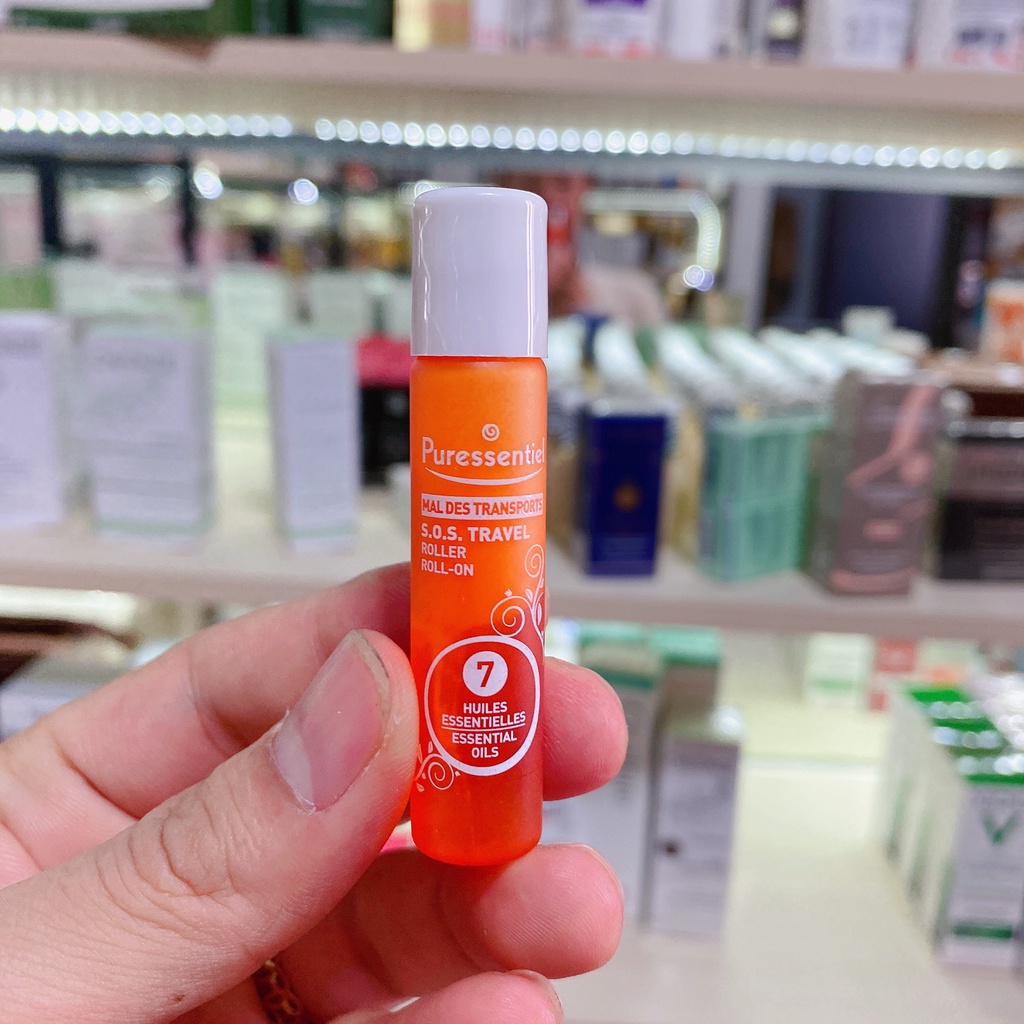 Puressentiel
MAL DES TRANSPORTS
S.O.S. TRAVEL
ROLLER
ROLL-ON
7
HUILES
ESSENTIELLES
ESSENTIAL
OILS